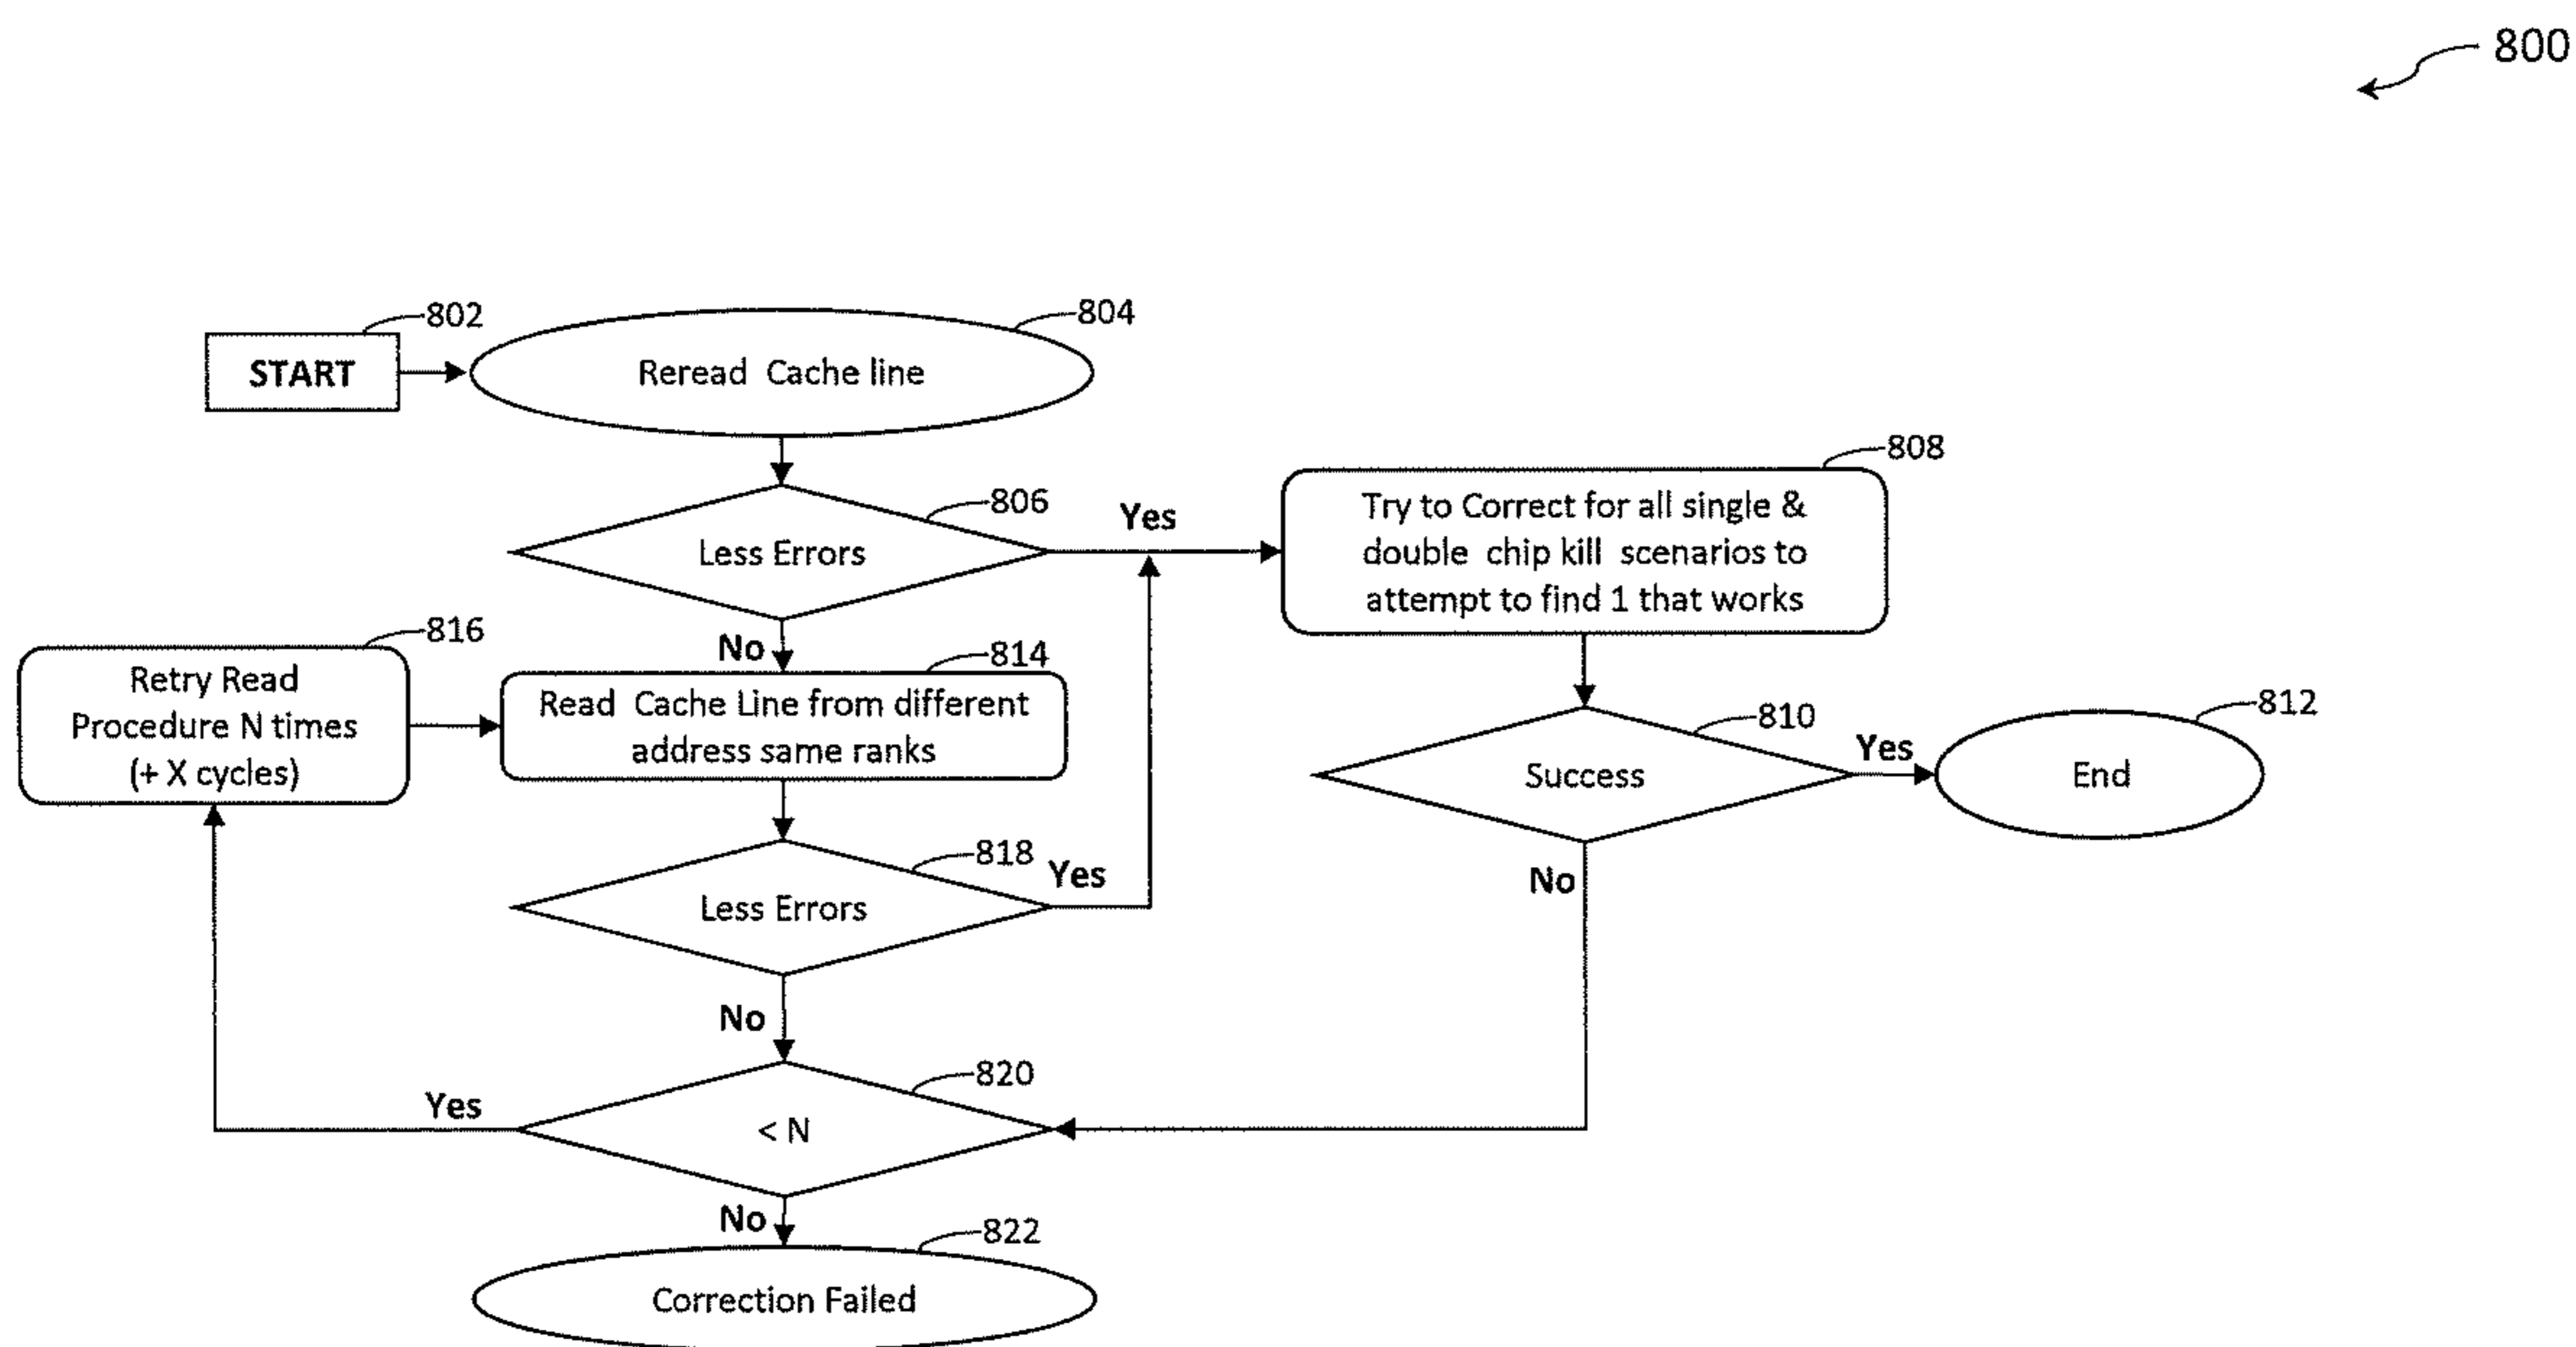 800
802
START
804
Reread Cache line
806
Less Errors
Yes
No
808
Try to Correct for all single &
double chip kill scenarios to
attempt to find 1 that works
816
Retry Read
Procedure N times
(+ X cycles)
814
Read Cache Line from different
address same ranks
810
Success
Yes
812
End
No
818
Less Errors
Yes
No
820
< N
Yes
No
822
Correction Failed